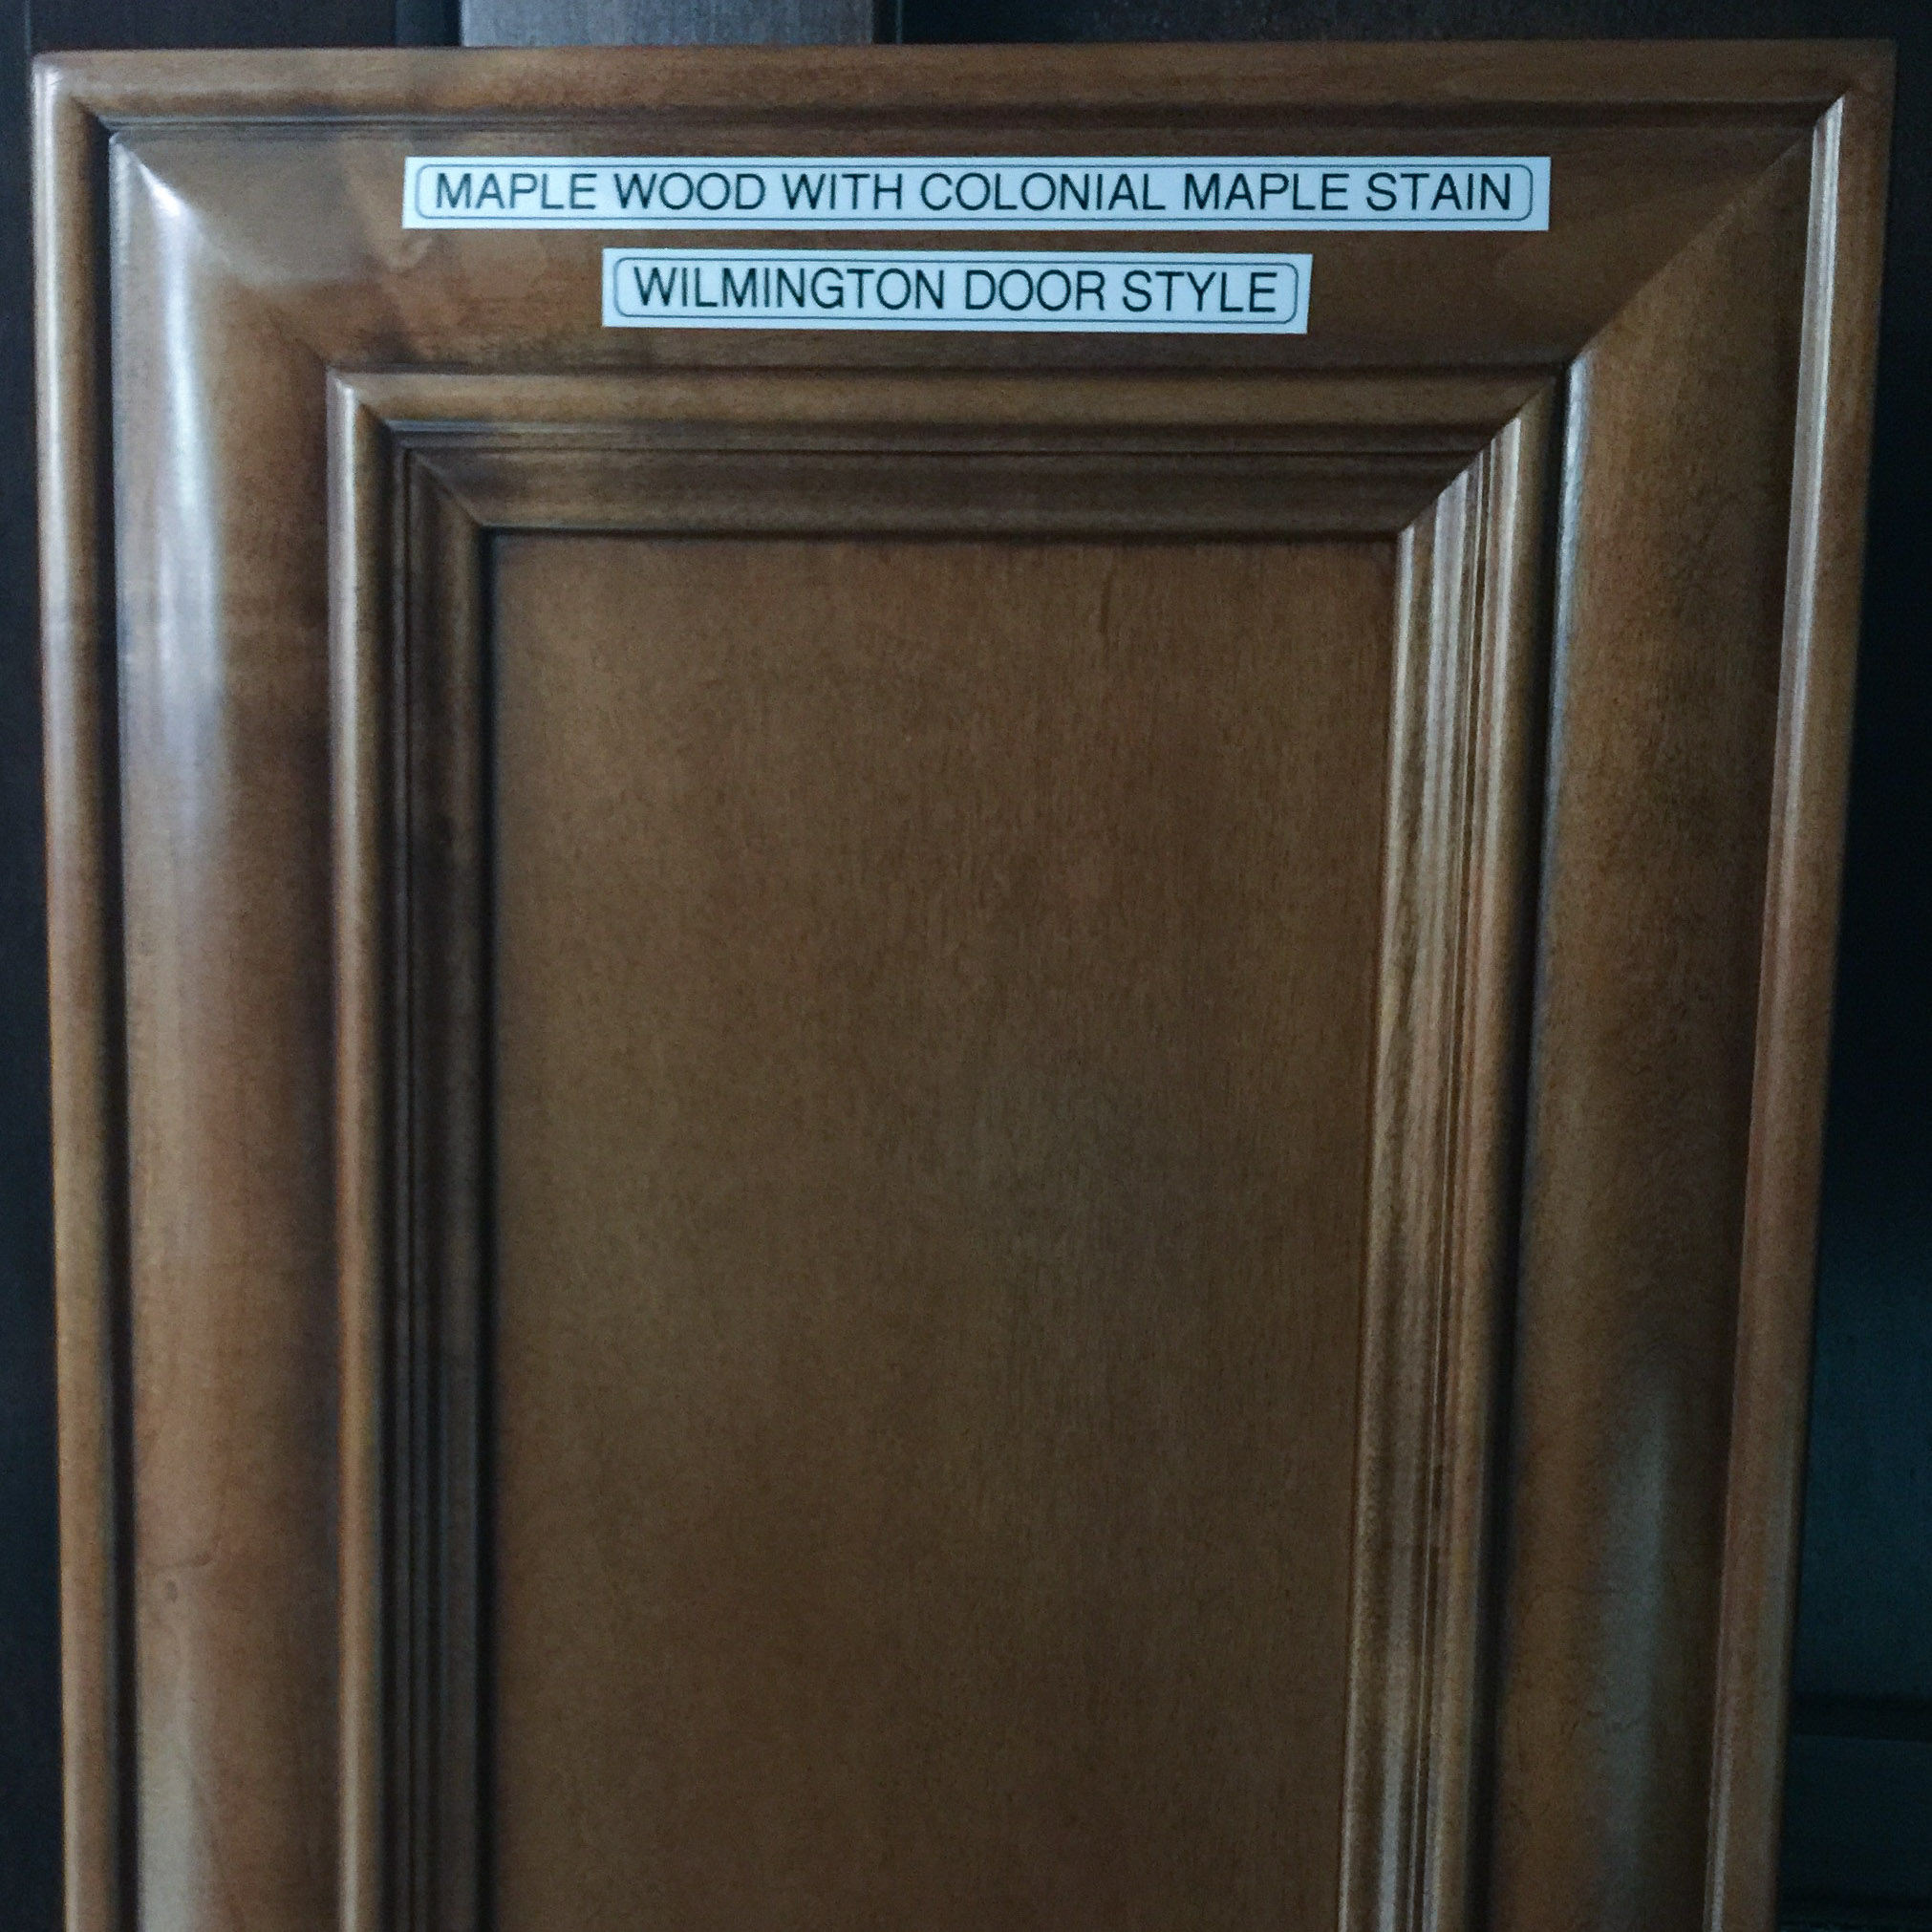 MAPLE WOOD WITH COLONIAL MAPLE STAIN
WILMINGTON DOOR STYLE